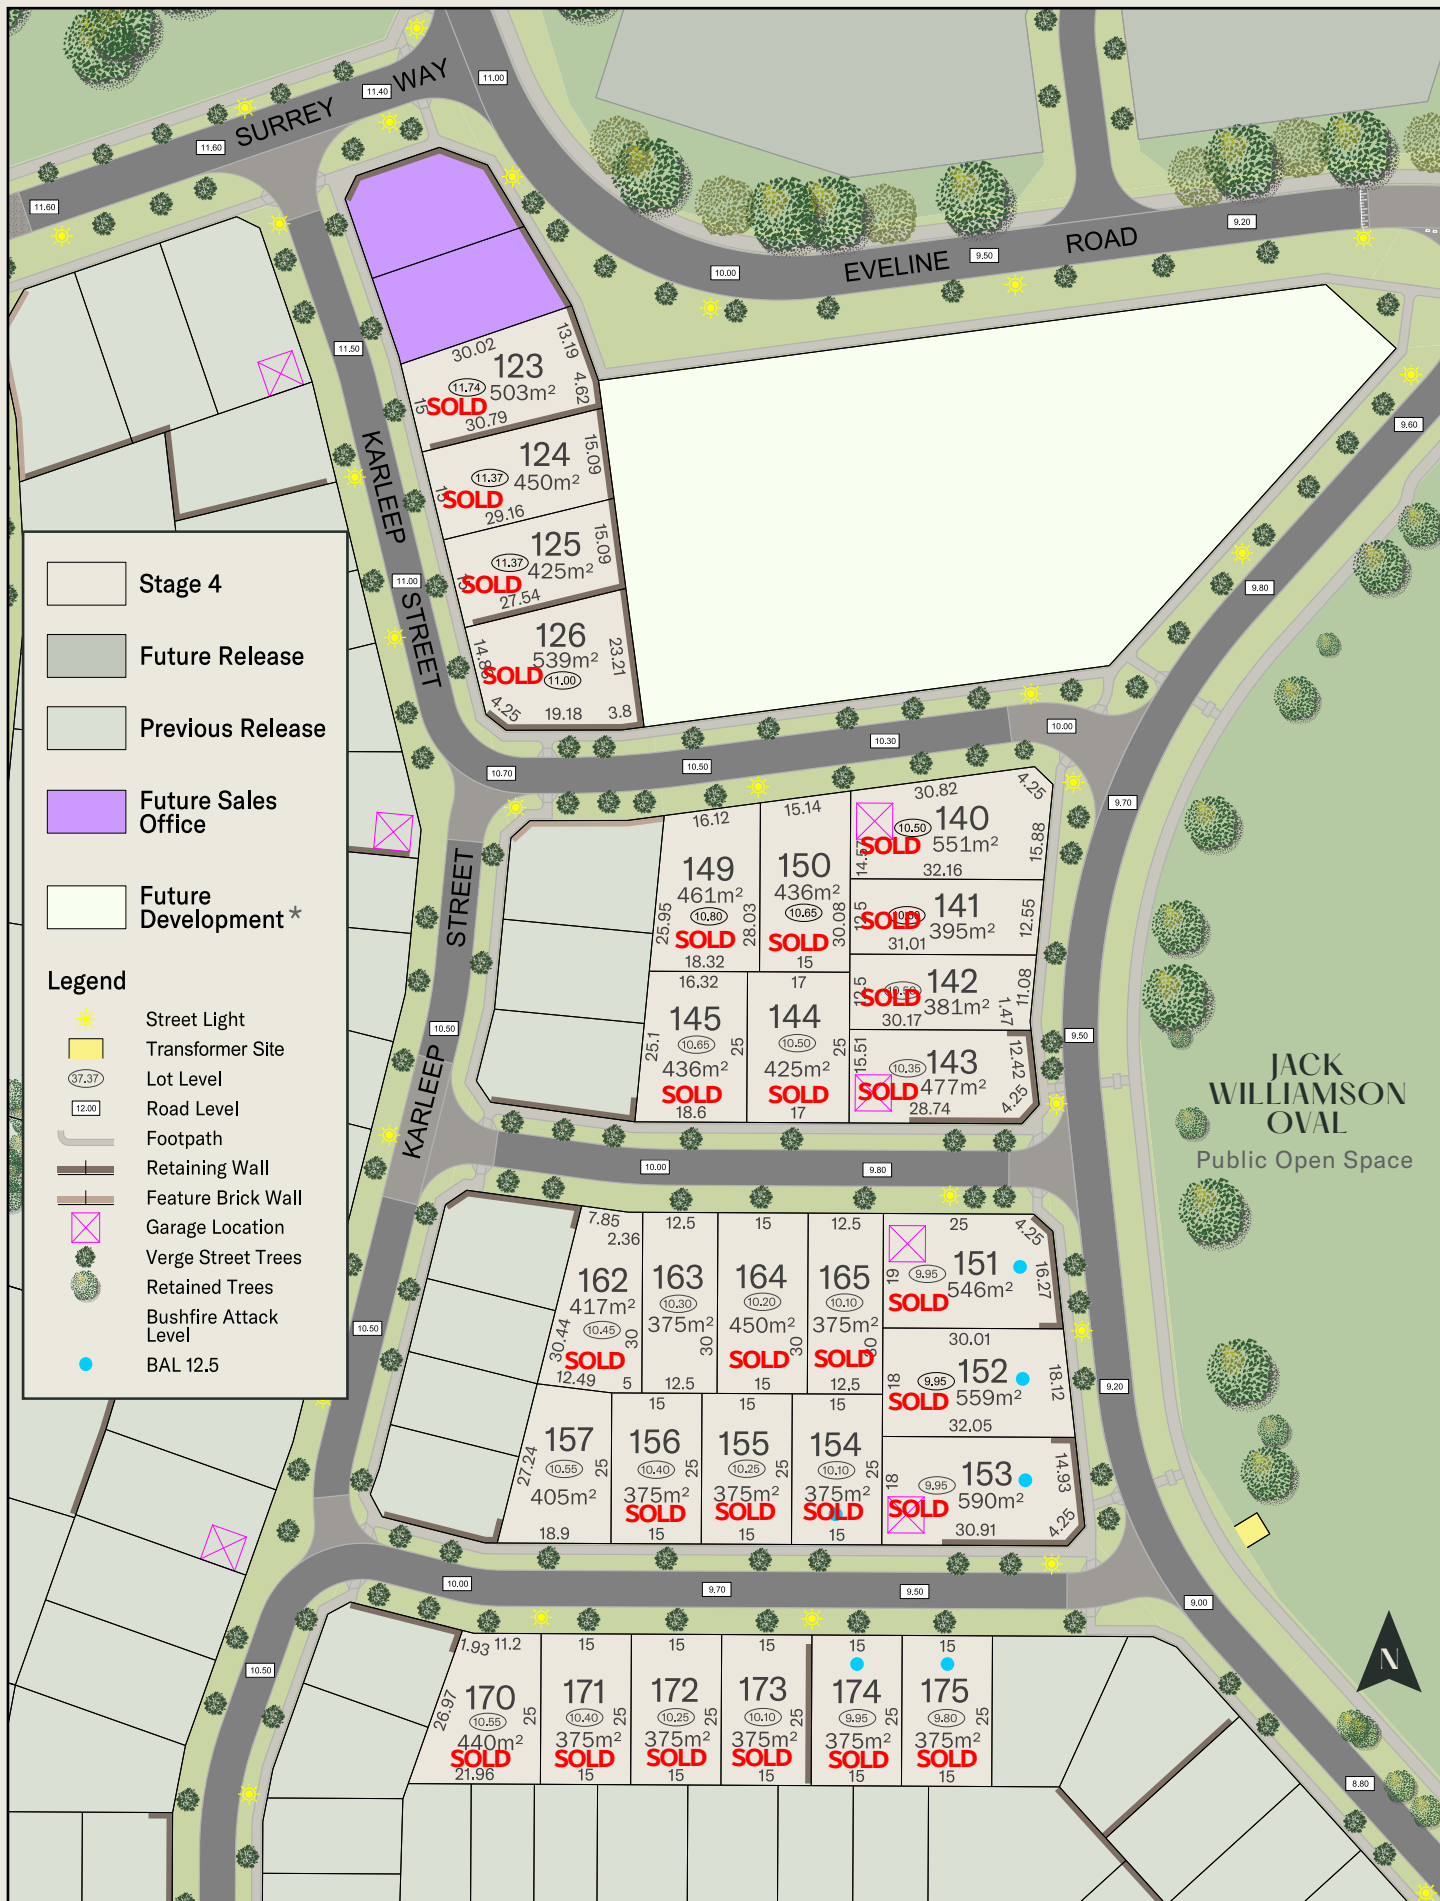 SURREY WAY
11.40
11.00
11.60
11.60
EVELINE ROAD
9.20
9.50
10.00
11.50
9.60
9.80
KARLEEP STREET
11.00
30.02
13.19
123
11.74
503m²
4.62
15
SOLD
30.79
124
15.09
11.37
450m²
15
SOLD
29.16
125
15.09
11.37
425m²
SOLD
27.54
126
14.8
539m²
23.21
SOLD
11.00
4.25
19.18
3.8
Stage 4
Future Release
Previous Release
Future Sales
Office
Future
Development*
Legend
Street Light
Transformer Site
37.37
Lot Level
12.00
Road Level
Footpath
Retaining Wall
Feature Brick Wall
Garage Location
Verge Street Trees
Retained Trees
Bushfire Attack
Level
BAL 12.5
10.70
10.50
10.30
10.00
9.70
KARLEEP STREET
10.50
16.12
149
461m²
10.80
25.95
28.03
SOLD
18.32
15.14
150
436m²
10.65
30.08
SOLD
15
30.82
4.25
140
10.50
551m²
14.57
15.88
SOLD
32.16
141
12.5
395m²
12.55
SOLD
31.01
142
12.5
381m²
11.08
SOLD
30.17
1.47
16.32
145
10.65
25.1
436m²
25
SOLD
18.6
17
144
10.50
425m²
25
SOLD
17
15.51
143
10.35
477m²
12.42
SOLD
28.74
4.25
9.50
JACK
WILLIAMSON
OVAL
Public Open Space
10.00
9.80
7.85
2.36
162
417m²
10.45
30.44
30
SOLD
12.49
5
12.5
163
10.30
375m²
30
12.5
15
164
10.20
450m²
30
SOLD
15
12.5
165
10.10
375m²
30
SOLD
12.5
25
4.25
151
9.95
546m²
19
16.27
SOLD
30.01
152
9.95
559m²
18
18.12
SOLD
32.05
10.50
9.20
157
10.55
27.24
25
405m²
18.9
15
156
10.40
25
375m²
SOLD
15
15
155
10.25
25
375m²
SOLD
15
15
154
10.10
25
375m²
SOLD
15
153
9.95
590m²
18
14.93
SOLD
30.91
4.25
10.00
9.70
9.50
9.00
10.50
1.93
11.2
170
10.55
26.97
25
440m²
SOLD
21.96
15
171
10.40
25
375m²
SOLD
15
15
172
10.25
25
375m²
SOLD
15
15
173
10.10
25
375m²
SOLD
15
15
174
9.95
25
375m²
SOLD
15
15
175
9.80
25
375m²
SOLD
15
N
8.80